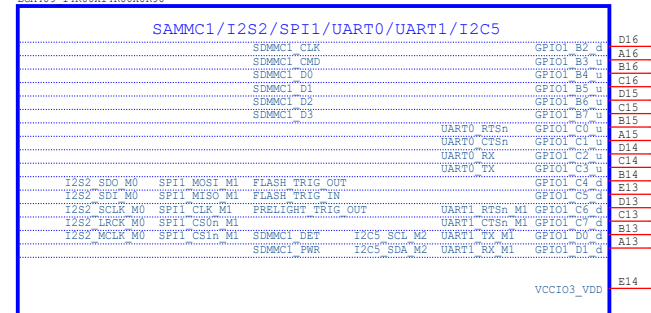 SAMMC1/I2S2/SPI1/UART0/UART1/I2C5
SDMMC1_CLK GPIO1_B2_d D16
SDMMC1_CMD GPIO1_B3_u A16
SDMMC1_D0 GPIO1_B4_u B16
SDMMC1_D1 GPIO1_B5_u C16
SDMMC1_D2 GPIO1_B6_u D15
SDMMC1_D3 GPIO1_B7_u C15
UART0_RTSn GPIO1_C0_u B15
UART0_CTSn GPIO1_C1_u A15
UART0_RX GPIO1_C2_u D14
UART0_TX GPIO1_C3_u C14
I2S2_SDO_M0 SPI1_MOSI_M1 FLASH_TRIG_OUT GPIO1_C4_d B14
I2S2_SDI_M0 SPI1_MISO_M1 FLASH_TRIG_IN GPIO1_C5_d E13
I2S2_SCLK_M0 SPI1_CLK_M1 PRELIGHT_TRIG_OUT UART1_RTSn_M1 GPIO1_C6_d D13
I2S2_LRCK_M0 SPI1_CS0n_M1 UART1_CTSn_M1 GPIO1_C7_d C13
I2S2_MCLK_M0 SPI1_CS1n_M1 SDMMC1_DET I2C5_SCL_M2 UART1_TX_M1 GPIO1_D0_d B13
SDMMC1_PWR I2C5_SDA_M2 UART1_RX_M1 GPIO1_D1_d A13
VCCIO3_VDD E14